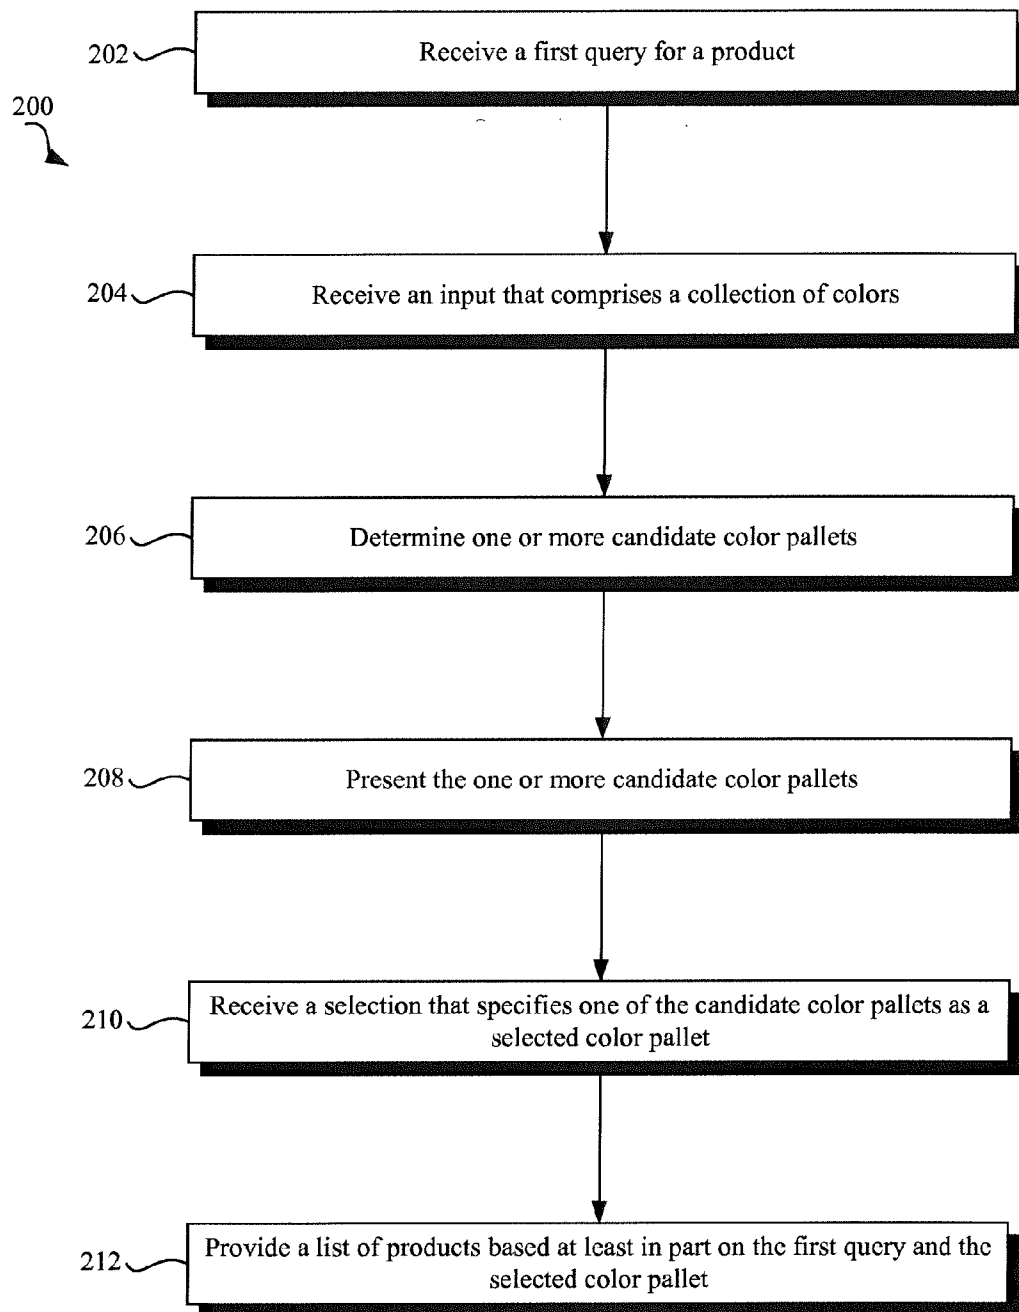 202
Receive a first query for a product
200
204
Receive an input that comprises a collection of colors
206
Determine one or more candidate color pallets
208
Present the one or more candidate color pallets
210
Receive a selection that specifies one of the candidate color pallets as a
selected color pallet
212
Provide a list of products based at least in part on the first query and the
selected color pallet